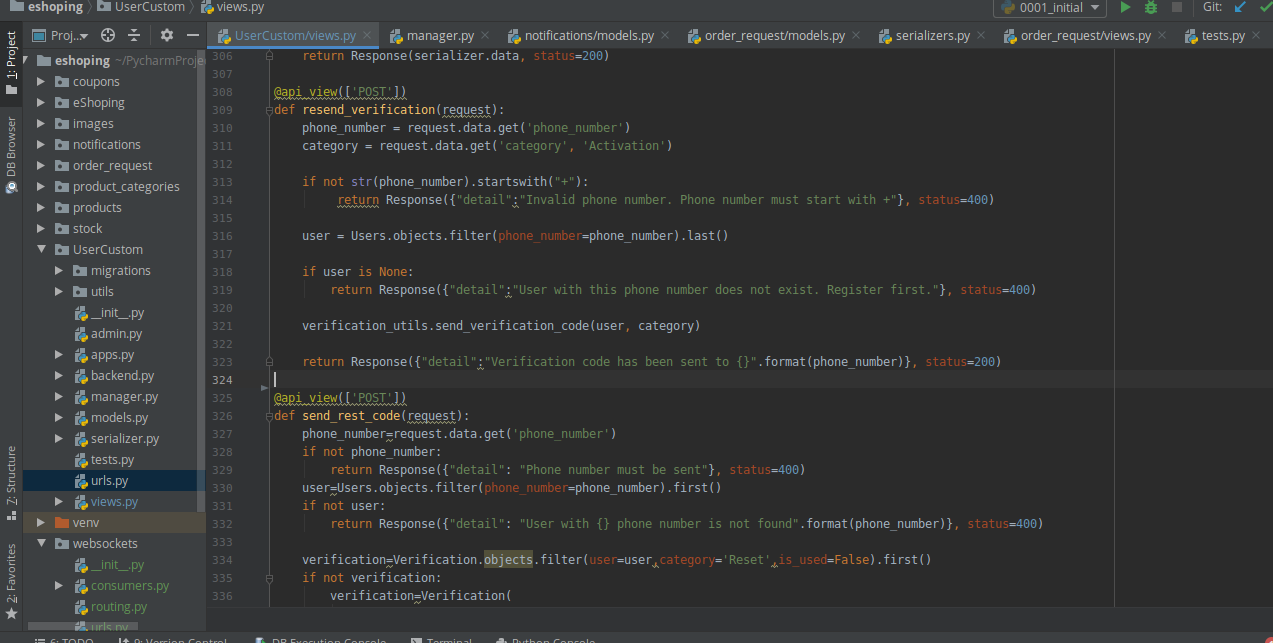 eshoping UserCustom views.py 0001_initial Git:
1: Project
DB Browser
7: Structure
2: Favorites
Proj...
eshoping ~/PycharmProje
coupons
eShoping
images
notifications
order_request
product_categories
products
stock
UserCustom
migrations
utils
__init__.py
admin.py
apps.py
backend.py
manager.py
models.py
serializer.py
tests.py
urls.py
views.py
venv
websockets
__init__.py
consumers.py
routing.py
urls.py
UserCustom/views.py manager.py notifications/models.py order_request/models.py serializers.py order_request/views.py tests.py
306 return Response(serializer.data, status=200)
307
308 @api_view(['POST'])
309 def resend_verification(request):
310 phone_number = request.data.get('phone_number')
311 category = request.data.get('category', 'Activation')
312
313 if not str(phone_number).startswith("+"):
314 return Response({"detail":"Invalid phone number. Phone number must start with +"}, status=400)
315
316 user = Users.objects.filter(phone_number=phone_number).last()
317
318 if user is None:
319 return Response({"detail":"User with this phone number does not exist. Register first."}, status=400)
320
321 verification_utils.send_verification_code(user, category)
322
323 return Response({"detail":"Verification code has been sent to {}".format(phone_number)}, status=200)
324
325 @api_view(['POST'])
326 def send_rest_code(request):
327 phone_number=request.data.get('phone_number')
328 if not phone_number:
329 return Response({"detail": "Phone number must be sent"}, status=400)
330 user=Users.objects.filter(phone_number=phone_number).first()
331 if not user:
332 return Response({"detail": "User with {} phone number is not found".format(phone_number)}, status=400)
333
334 verification=Verification.objects.filter(user=user,category='Reset',is_used=False).first()
335 if not verification:
336 verification=Verification(
6: TODO 9: Version Control DB Execution Console Terminal Python Console